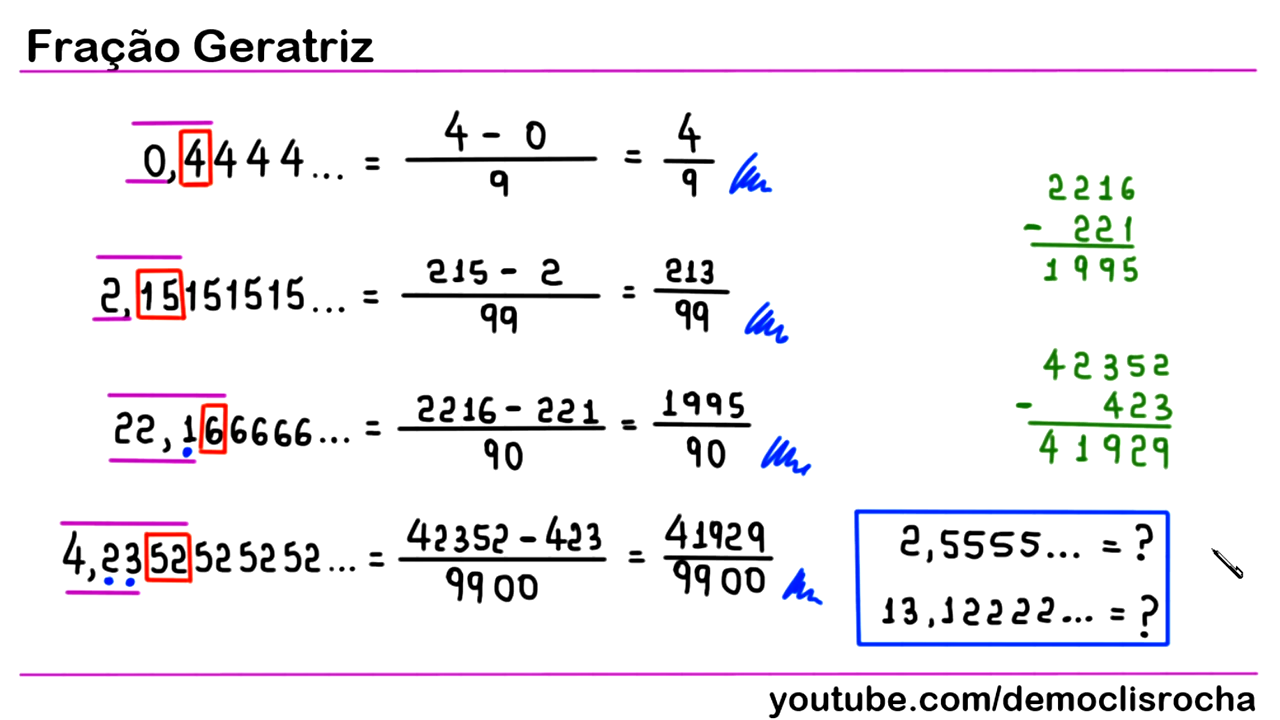 Fração Geratriz
0,4444... = 4 - 0 / 9 = 4 / 9
2,15151515... = 215 - 2 / 99 = 213 / 99
22,166666... = 2216 - 221 / 90 = 1995 / 90
4,2352525252... = 42352 - 423 / 9900 = 41929 / 9900
2216
- 221
1995
42352
- 423
41929
2,5555... = ?
13,12222... = ?
youtube.com/democlisrocha